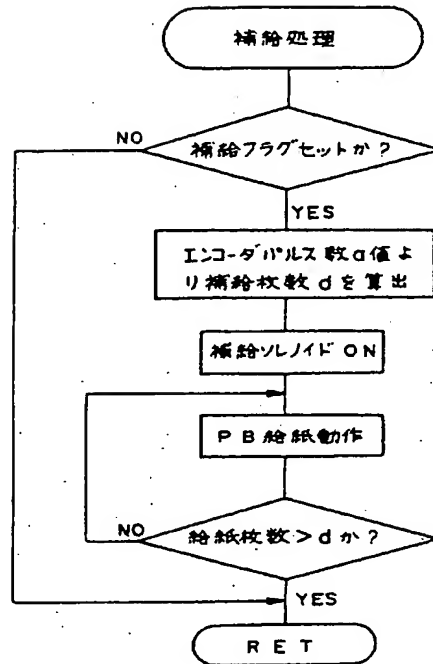 補給処理
NO
補給フラグセットか?
YES
エンコーダパルス数a値よ
り補給枚数dを算出
補給ソレノイドON
PB給紙動作
NO
給紙枚数>dか?
YES
RET